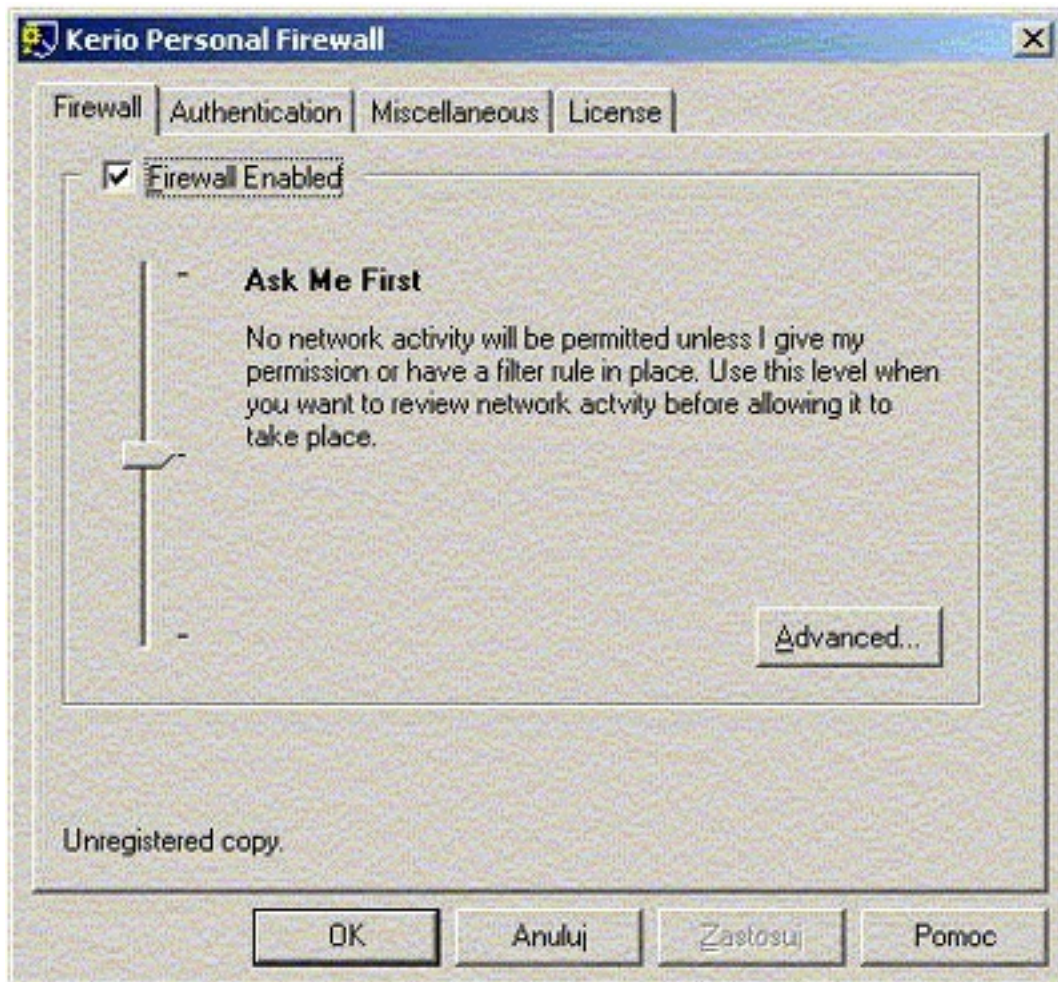 Kerio Personal Firewall
Firewall Authentication Miscellaneous License
Firewall Enabled
Ask Me First
No network activity will be permitted unless I give my
permission or have a filter rule in place. Use this level when
you want to review network actvity before allowing it to
take place.
Advanced...
Unregistered copy.
OK Anuluj Zastosuj Pomoc